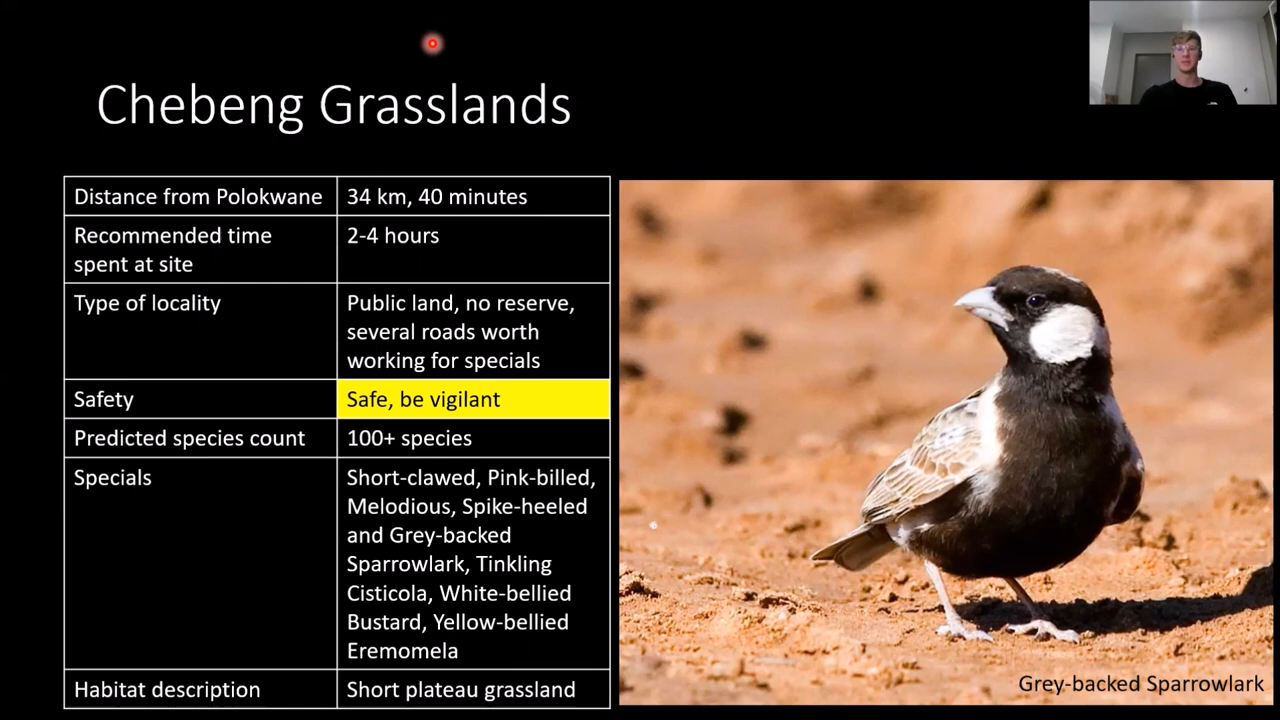 Chebeng Grasslands
Distance from Polokwane
34 km, 40 minutes
Recommended time
spent at site
2-4 hours
Type of locality
Public land, no reserve,
several roads worth
working for specials
Safety
Safe, be vigilant
Predicted species count
100+ species
Specials
Short-clawed, Pink-billed,
Melodious, Spike-heeled
and Grey-backed
Sparrowlark, Tinkling
Cisticola, White-bellied
Bustard, Yellow-bellied
Eremomela
Habitat description
Short plateau grassland
Grey-backed Sparrowlark